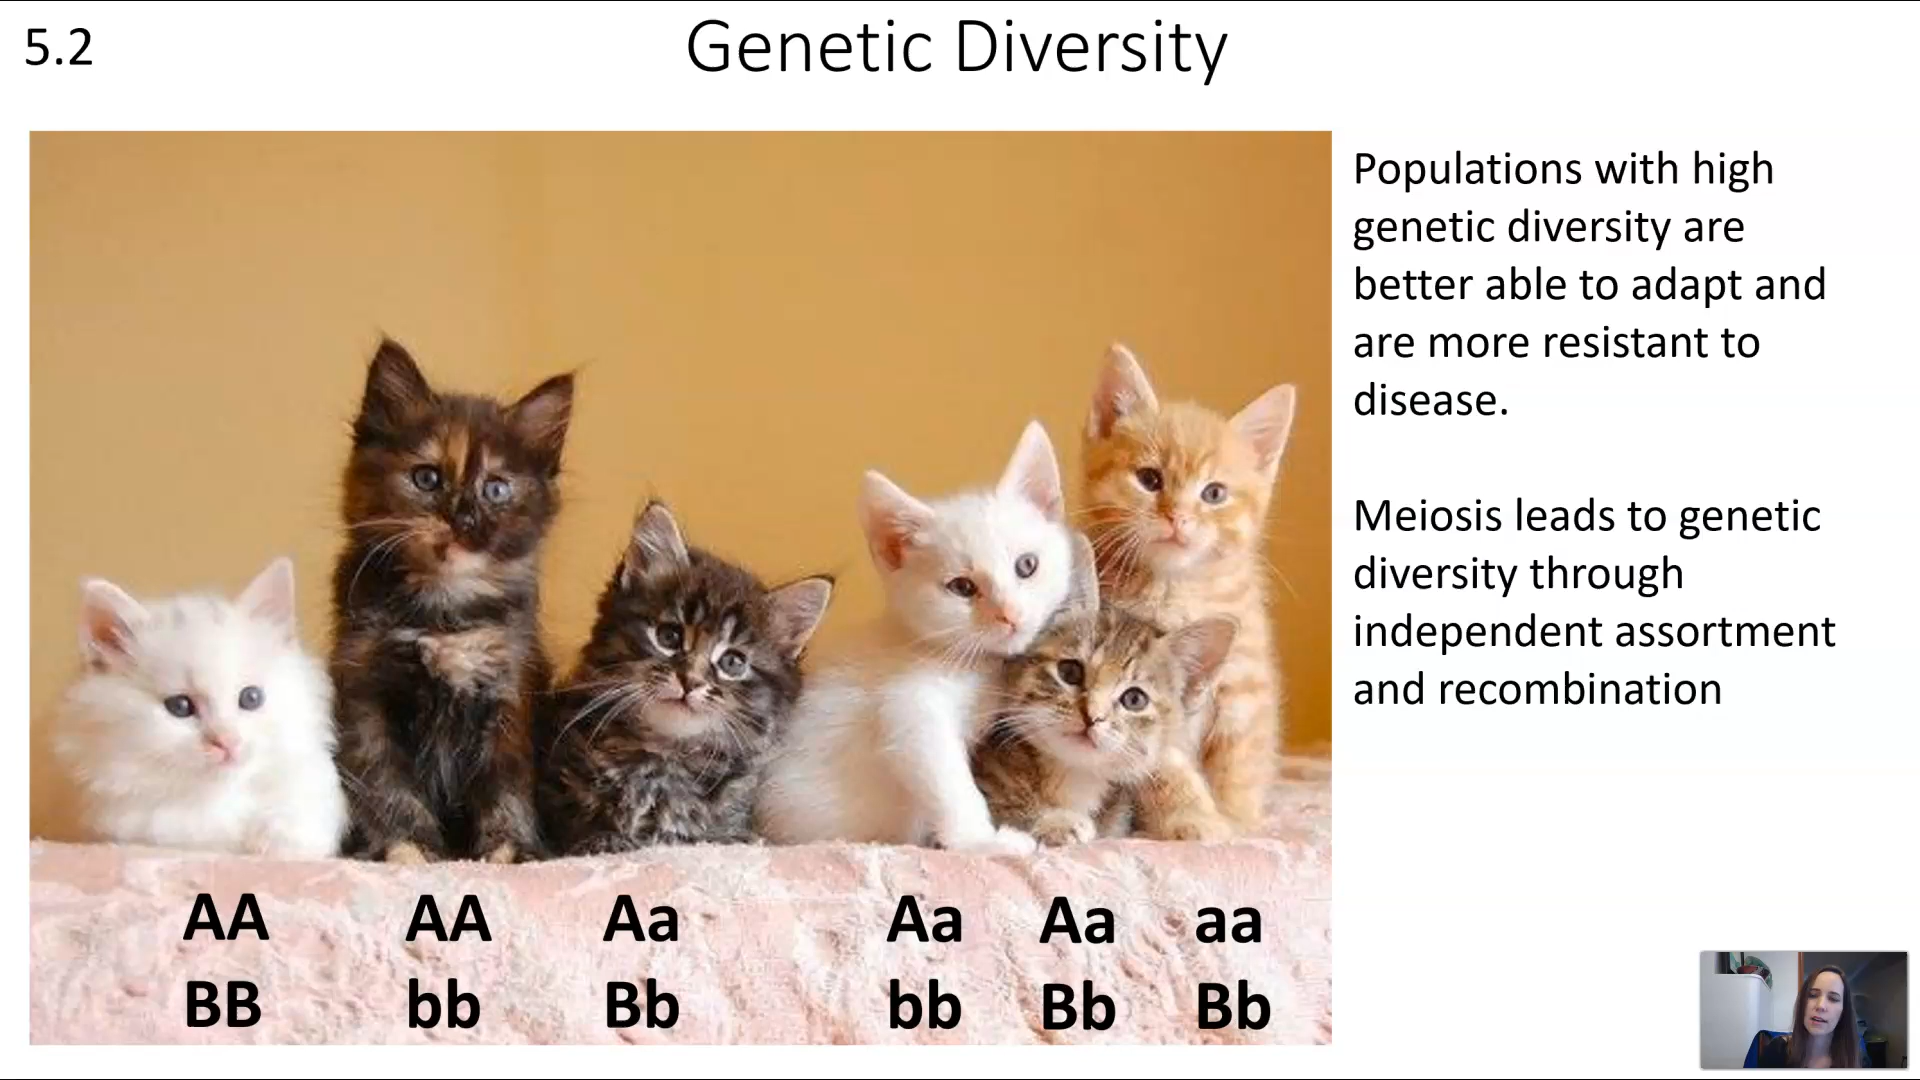 5.2
Genetic Diversity
Populations with high
genetic diversity are
better able to adapt and
are more resistant to
disease.
Meiosis leads to genetic
diversity through
independent assortment
and recombination
AA AA Aa Aa Aa aa
BB bb Bb bb Bb Bb